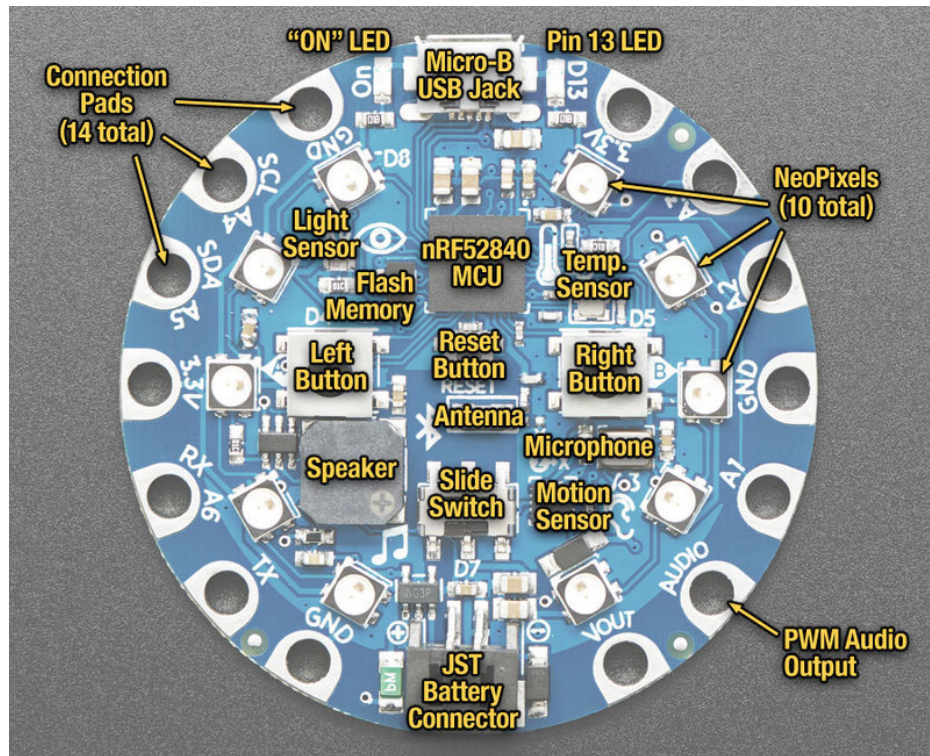 “ON” LED
Pin 13 LED
Connection
Pads
(14 total)
Micro-B
USB Jack
On
D13
GND
3.3V
SCL
A4
D8
NeoPixels
(10 total)
Light
Sensor
nRF52840
MCU
Temp.
Sensor
Flash
Memory
SDA
A5
A2
D5
Left
Button
Reset
Button
Right
Button
B
3.3V
GND
RESET
Antenna
Microphone
Speaker
Slide
Switch
Motion
Sensor
RX
A6
A1
TX
D7
AUDIO
GND
VOUT
PWM Audio
Output
JST
Battery
Connector